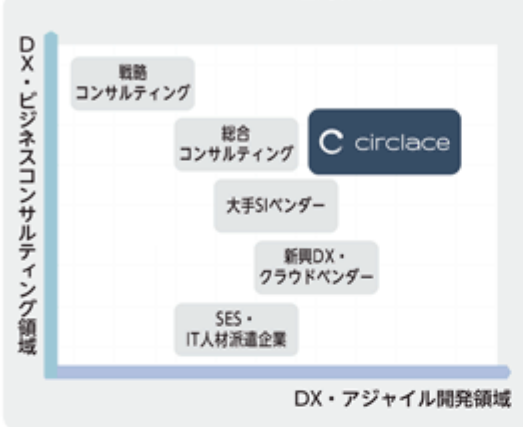 DX・ビジネスコンサルティング領域
戦略
コンサルティング
総合
コンサルティング
circlace
大手SIベンダー
新興DX・
クラウドベンダー
SES・
IT人材派遣企業
DX・アジャイル開発領域